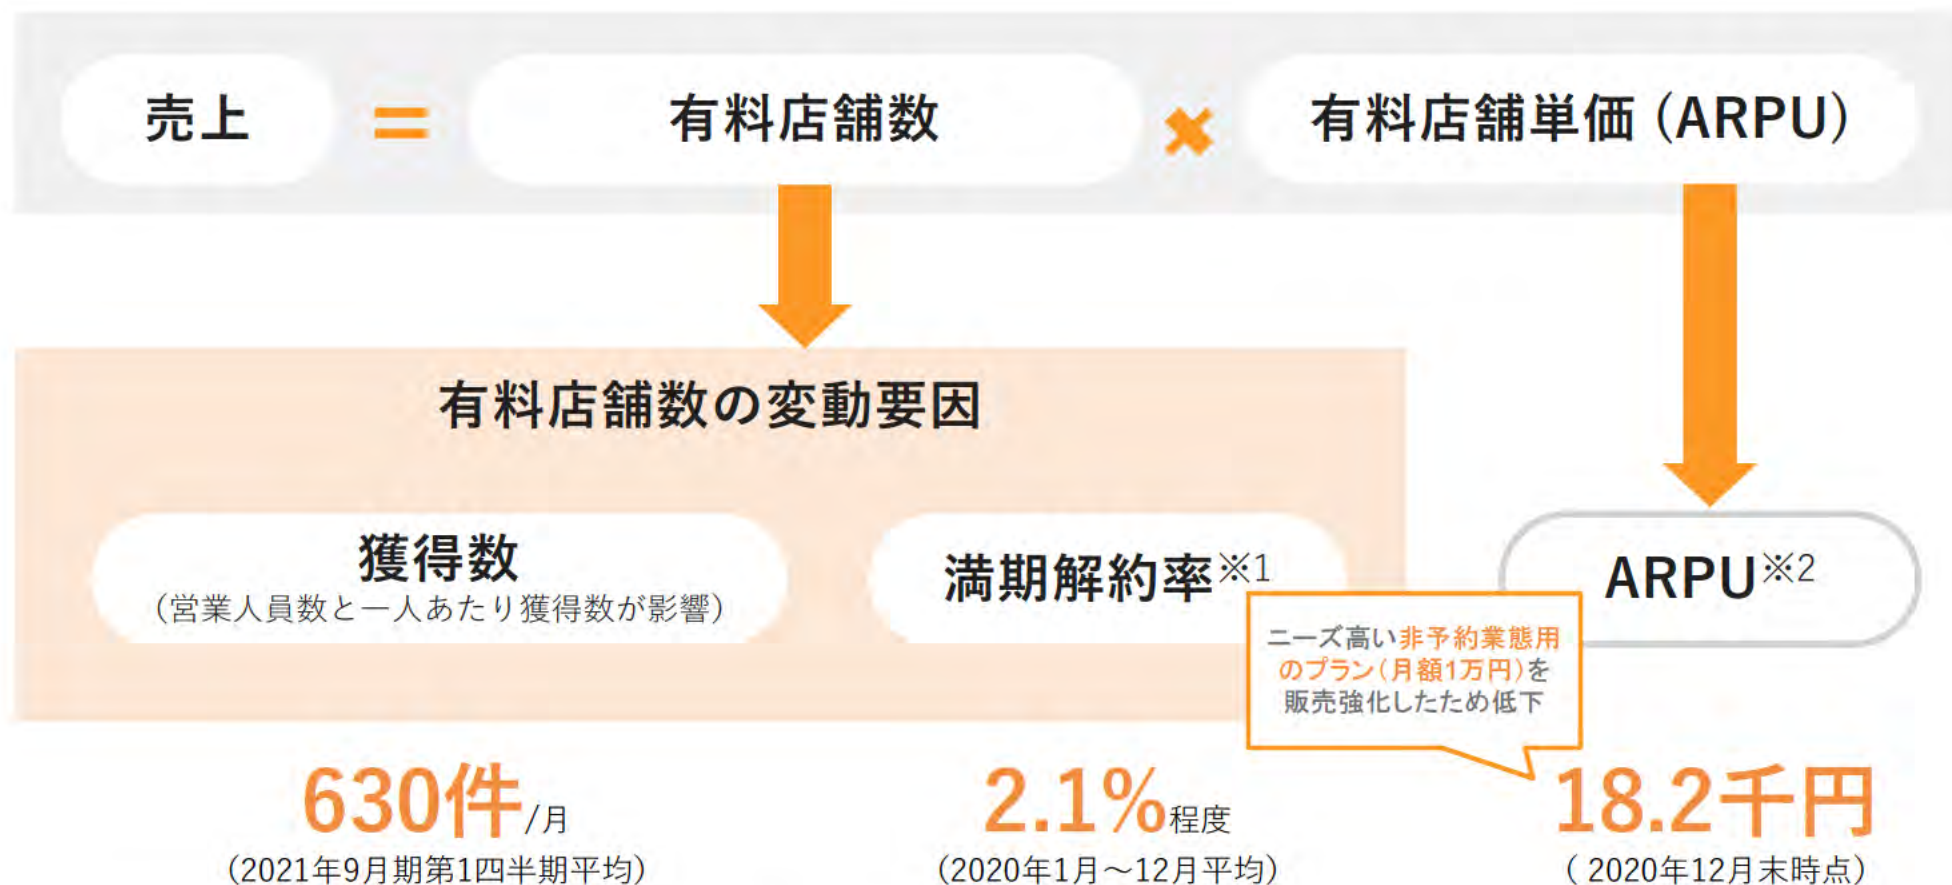 売上 = 有料店舗数 × 有料店舗単価（ARPU）
有料店舗数の変動要因
獲得数
（営業人員数と一人あたり獲得数が影響）
満期解約率※1
ARPU※2
ニーズ高い非予約業態用
のプラン（月額1万円）を
販売強化したため低下
630件/月
（2021年9月期第1四半期平均）
2.1%程度
（2020年1月～12月平均）
18.2千円
（ 2020年12月末時点）